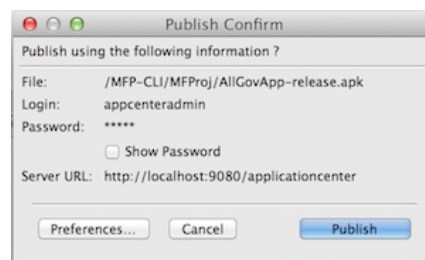 Publish Confirm
Publish using the following information ?
File: /MFP-CLI/MFProj/AllGovApp-release.apk
Login: appcenteradmin
Password: *****
Show Password
Server URL: http://localhost:9080/applicationcenter
Preferences... Cancel Publish